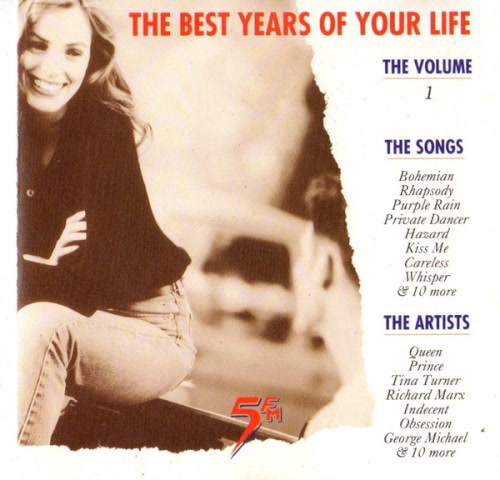 THE BEST YEARS OF YOUR LIFE
THE VOLUME
1
THE SONGS
Bohemian
Rhapsody
Purple Rain
Private Dancer
Hazard
Kiss Me
Careless
Whisper
& 10 more
THE ARTISTS
Queen
Prince
Tina Turner
Richard Marx
Indecent
Obsession
George Michael
& 10 more
5FM